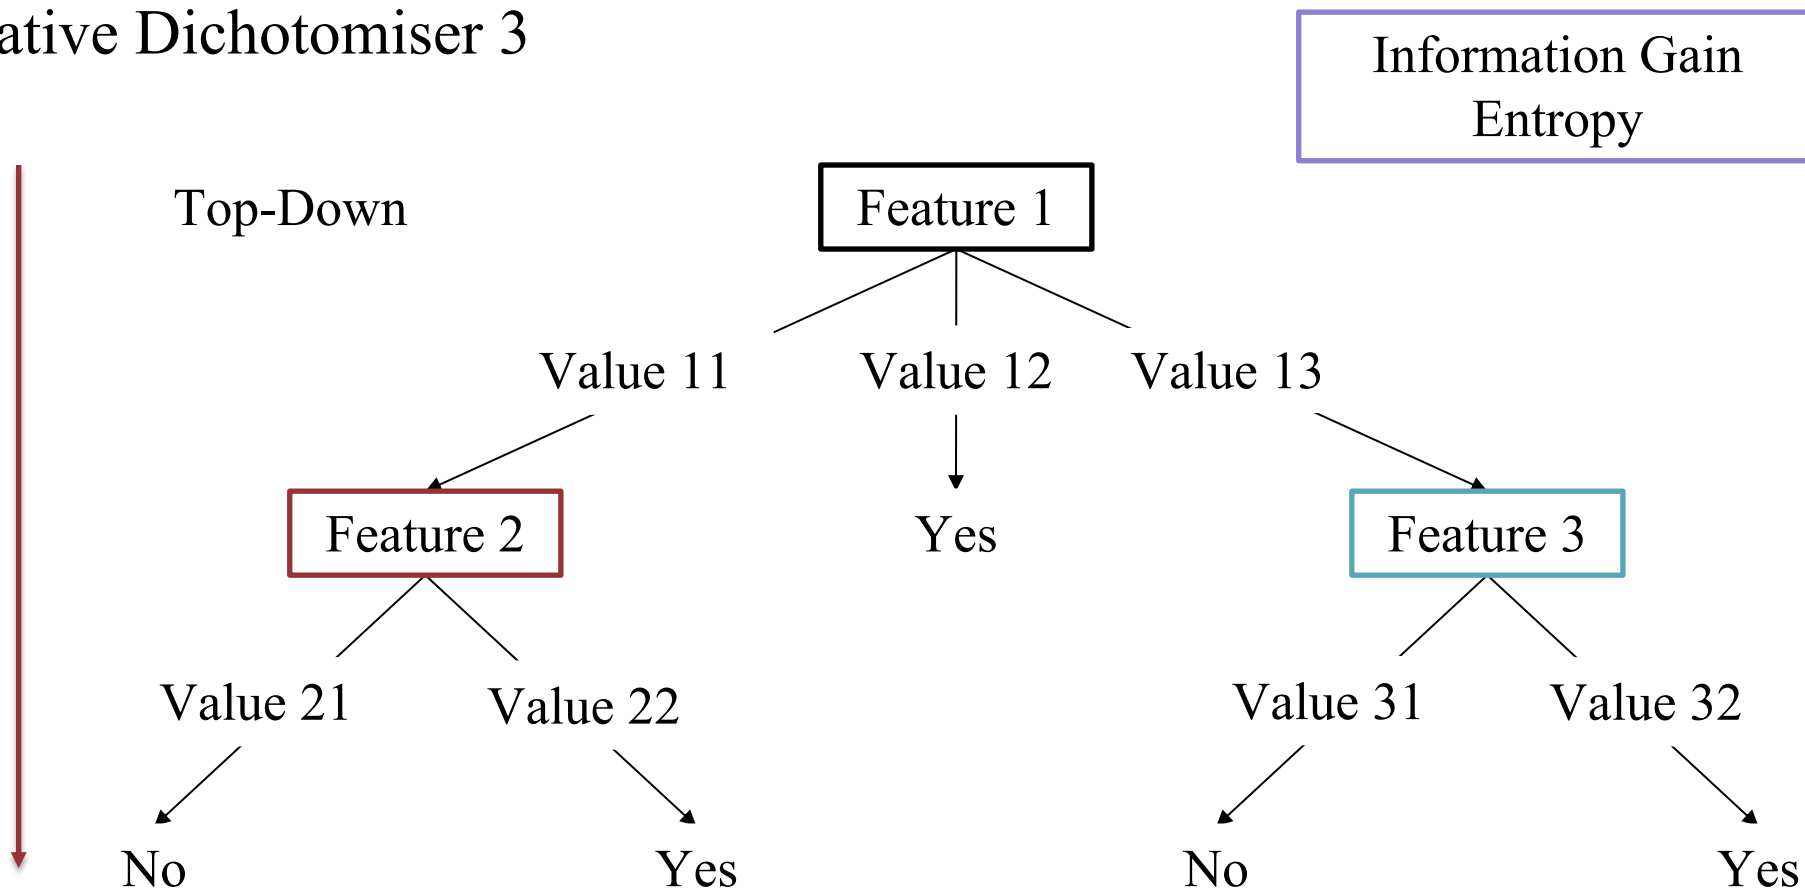 ative Dichotomiser 3
Information Gain
Entropy
Top-Down
Feature 1
Value 11
Value 12
Value 13
Feature 2
Yes
Feature 3
Value 21
Value 22
Value 31
Value 32
No
Yes
No
Yes